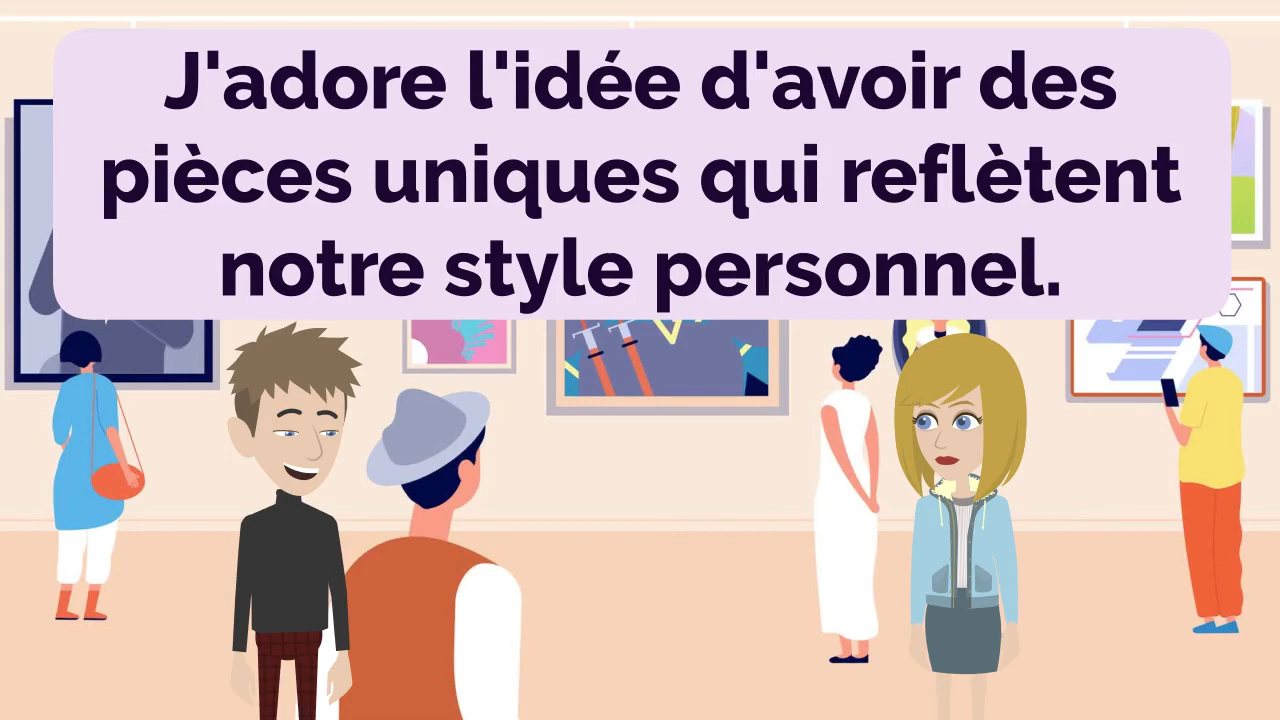 J'adore l'idée d'avoir des
pièces uniques qui reflètent
notre style personnel.